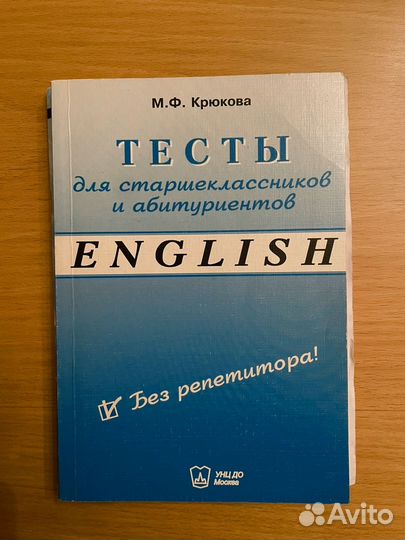 М.Ф. Крюкова
ТЕСТЫ
для старшеклассников
и абитуриентов
ENGLISH
Без репетитора!
УНЦ ДО
Москва
Avito